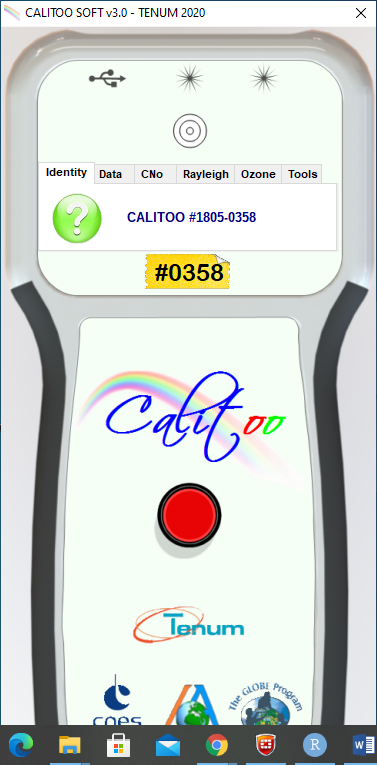 CALITOO SOFT v3.0 - TENUM 2020
Identity Data CNo Rayleigh Ozone Tools
CALITOO #1805-0358
#0358
Calitoo
Tenum
cnes
The GLOBE Program
R
W